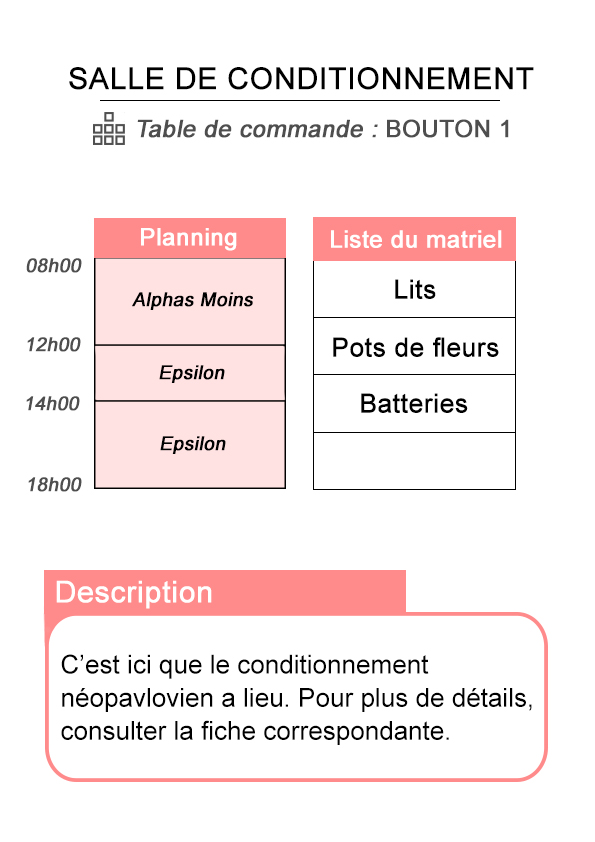 SALLE DE CONDITIONNEMENT
Table de commande : BOUTON 1
Planning
08h00
Alphas Moins
12h00
Epsilon
14h00
Epsilon
18h00
Liste du matriel
Lits
Pots de fleurs
Batteries
Description
C’est ici que le conditionnement
néopavlovien a lieu. Pour plus de détails,
consulter la fiche correspondante.